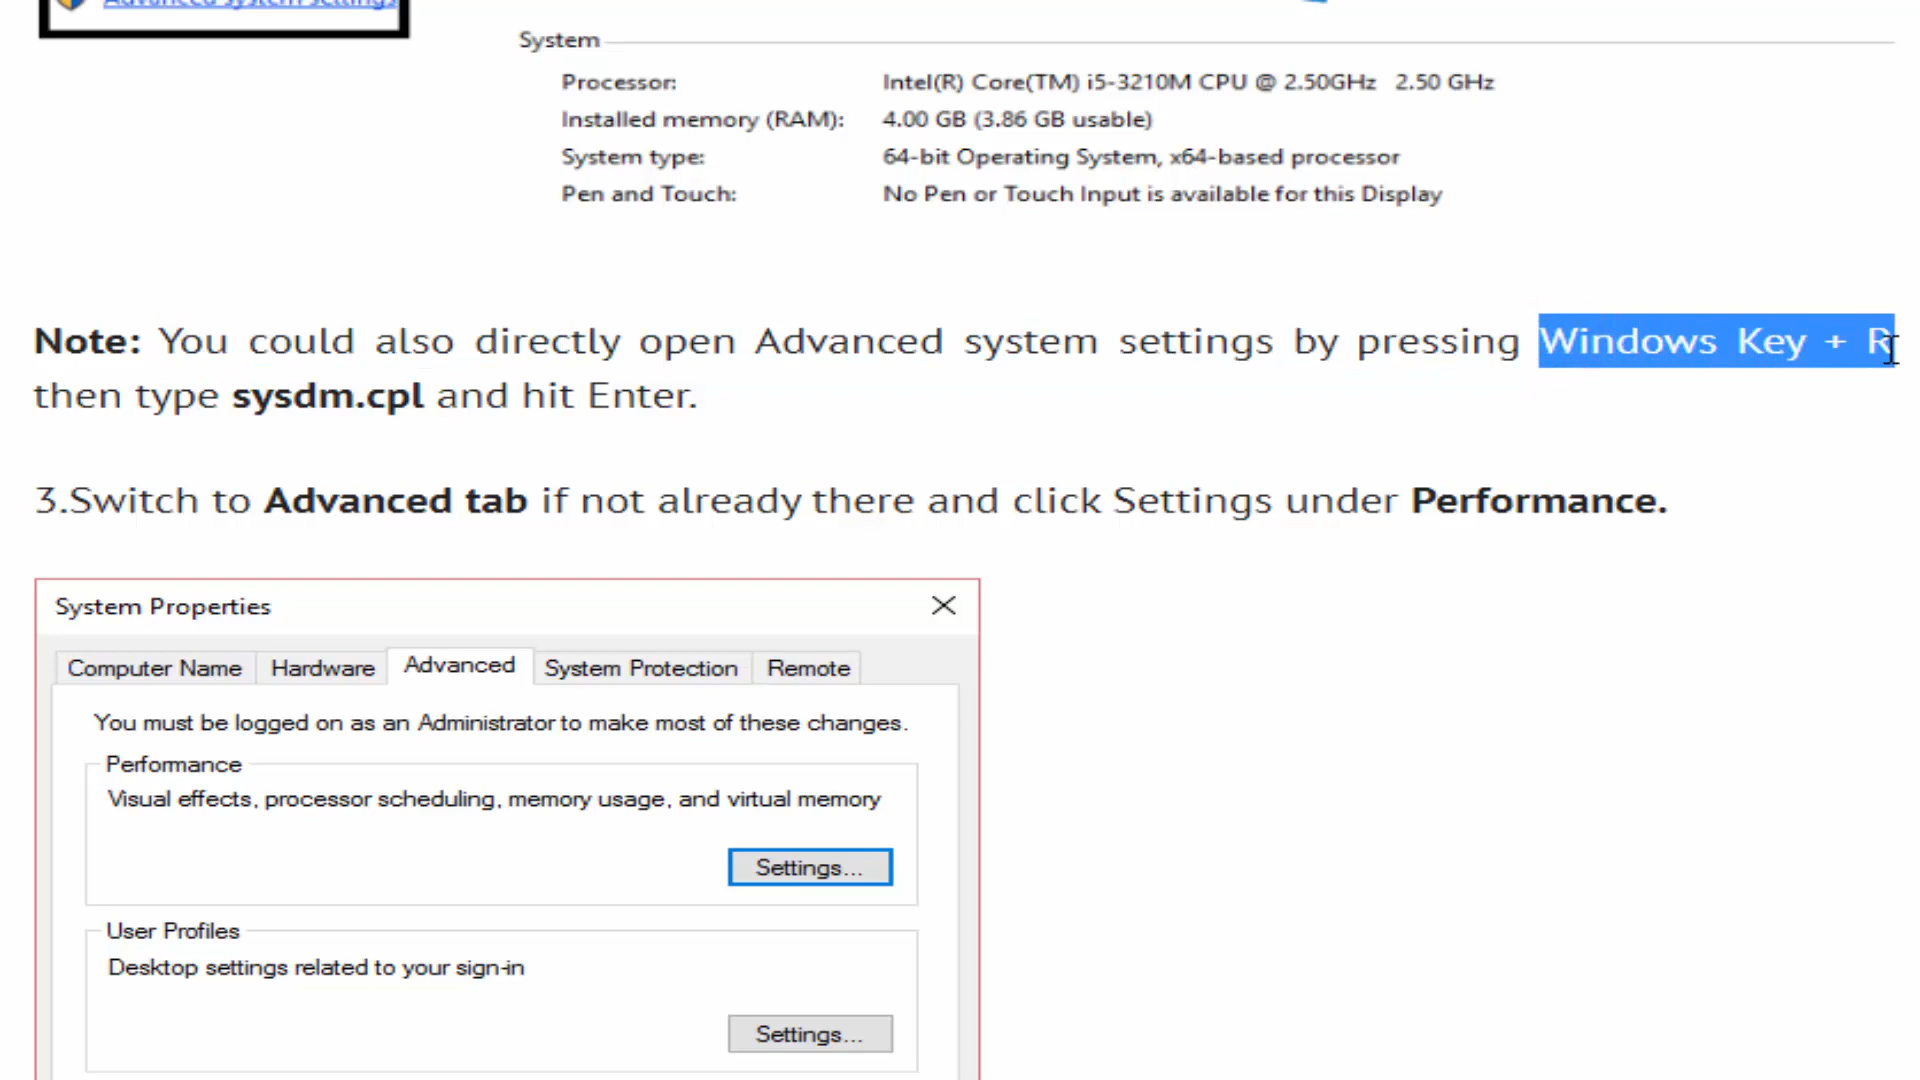 Advanced system settings
System
Processor: Intel(R) Core(TM) i5-3210M CPU @ 2.50GHz 2.50 GHz
Installed memory (RAM): 4.00 GB (3.86 GB usable)
System type: 64-bit Operating System, x64-based processor
Pen and Touch: No Pen or Touch Input is available for this Display
Note: You could also directly open Advanced system settings by pressing Windows Key + R
then type sysdm.cpl and hit Enter.
3.Switch to Advanced tab if not already there and click Settings under Performance.
System Properties
Computer Name Hardware Advanced System Protection Remote
You must be logged on as an Administrator to make most of these changes.
Performance
Visual effects, processor scheduling, memory usage, and virtual memory
Settings...
User Profiles
Desktop settings related to your sign-in
Settings...